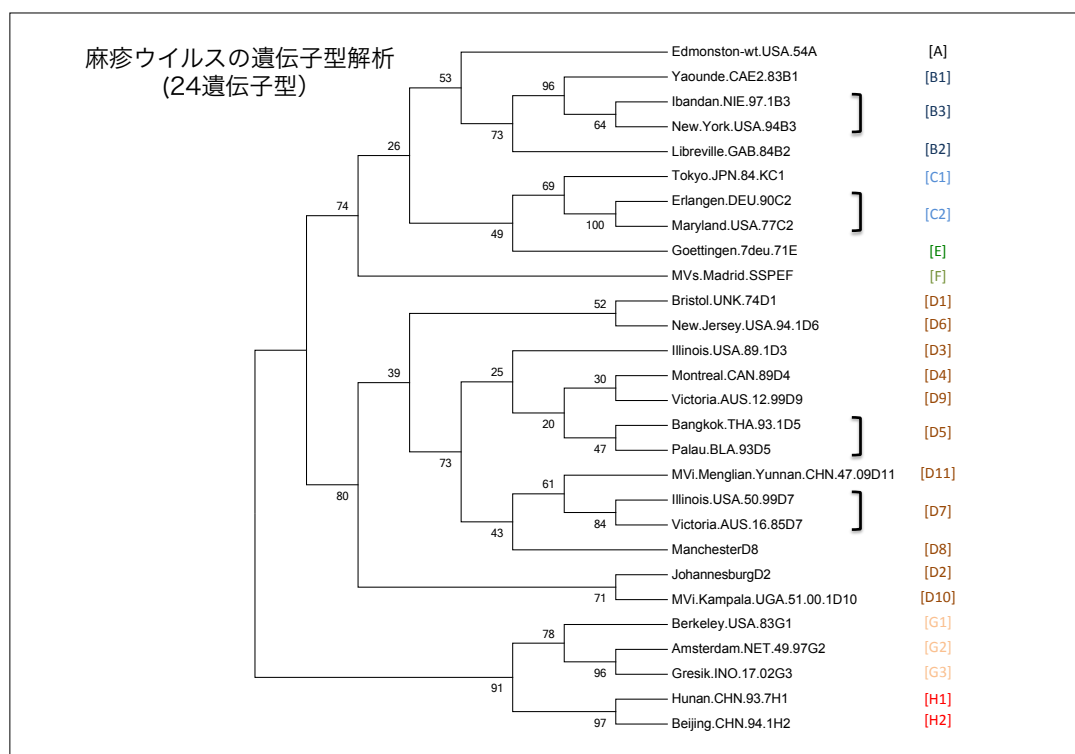 麻疹ウイルスの遺伝子型解析
(24遺伝子型）
Edmonston-wt.USA.54A [A]
Yaounde.CAE2.83B1 [B1]
Ibandan.NIE.97.1B3
[B3]
New.York.USA.94B3
Libreville.GAB.84B2 [B2]
Tokyo.JPN.84.KC1 [C1]
Erlangen.DEU.90C2
[C2]
Maryland.USA.77C2
Goettingen.7deu.71E [E]
MVs.Madrid.SSPEF [F]
Bristol.UNK.74D1 [D1]
New.Jersey.USA.94.1D6 [D6]
Illinois.USA.89.1D3 [D3]
Montreal.CAN.89D4 [D4]
Victoria.AUS.12.99D9 [D9]
Bangkok.THA.93.1D5
[D5]
Palau.BLA.93D5
MVi.Menglian.Yunnan.CHN.47.09D11 [D11]
Illinois.USA.50.99D7
[D7]
Victoria.AUS.16.85D7
ManchesterD8 [D8]
JohannesburgD2 [D2]
MVi.Kampala.UGA.51.00.1D10 [D10]
Berkeley.USA.83G1 [G1]
Amsterdam.NET.49.97G2 [G2]
Gresik.INO.17.02G3 [G3]
Hunan.CHN.93.7H1 [H1]
Beijing.CHN.94.1H2 [H2]
53
96
64
73
26
69
100
49
74
52
39
25
30
20
47
73
61
84
43
80
71
78
96
91
97